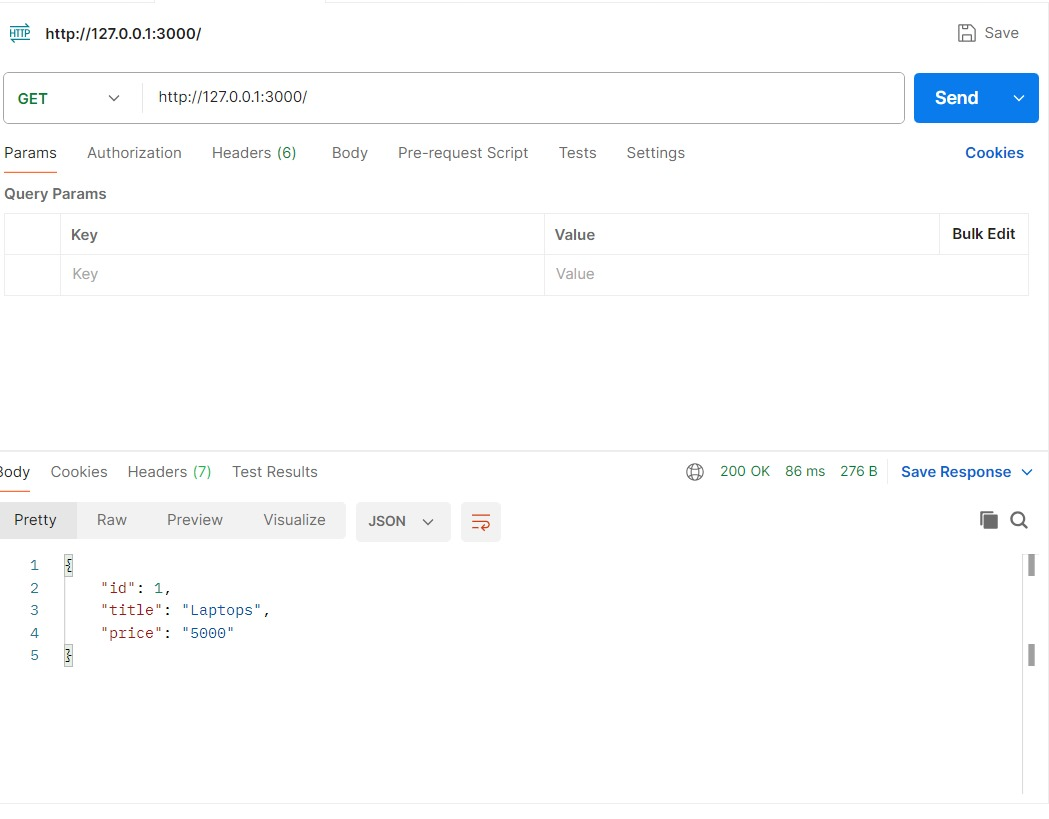 HTTP http://127.0.0.1:3000/ Save
GET http://127.0.0.1:3000/ Send
Params Authorization Headers (6) Body Pre-request Script Tests Settings Cookies
Query Params
Key Value Bulk Edit
Key Value
Body Cookies Headers (7) Test Results 200 OK 86 ms 276 B Save Response
Pretty Raw Preview Visualize JSON
1 {
2 "id": 1,
3 "title": "Laptops",
4 "price": "5000"
5 }